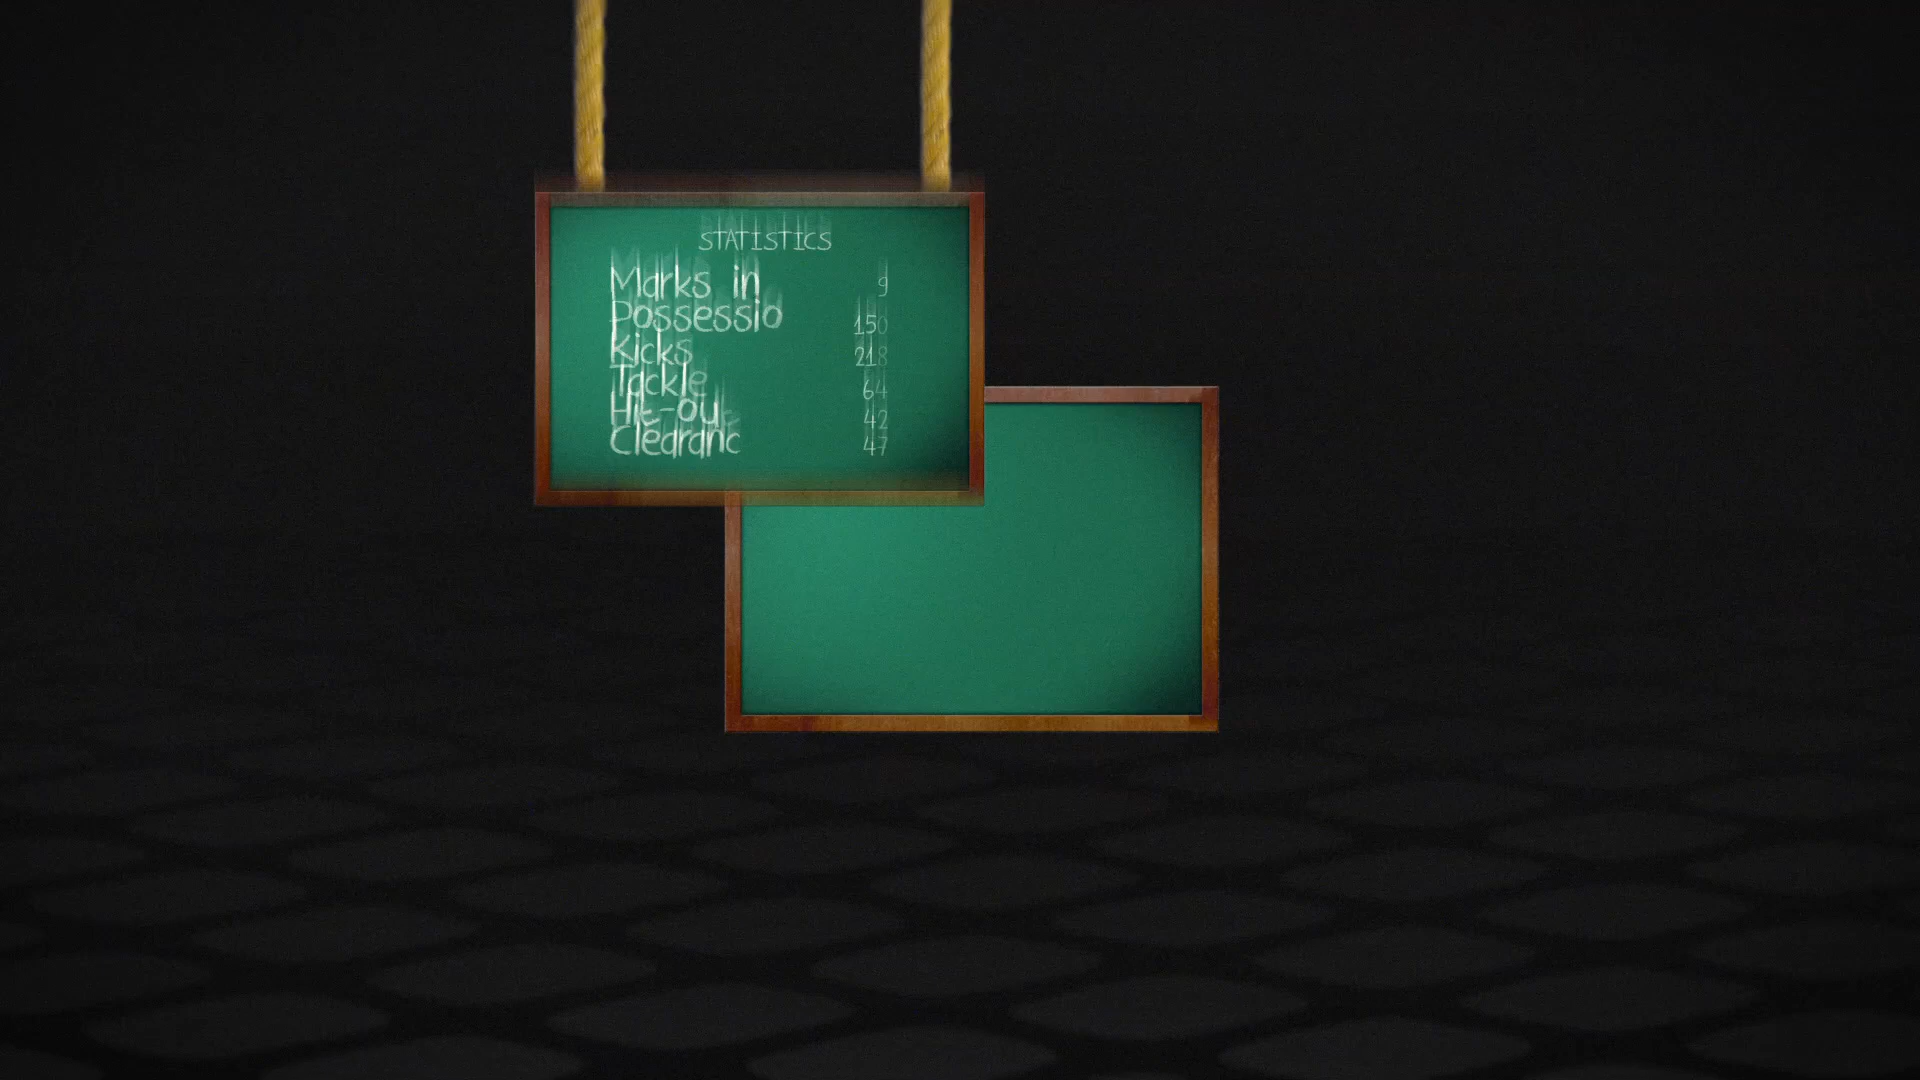 STATISTICS
Marks in 9
Possessio 150
Kicks 218
Tackle 64
Hit-ou 42
Clearanc 47